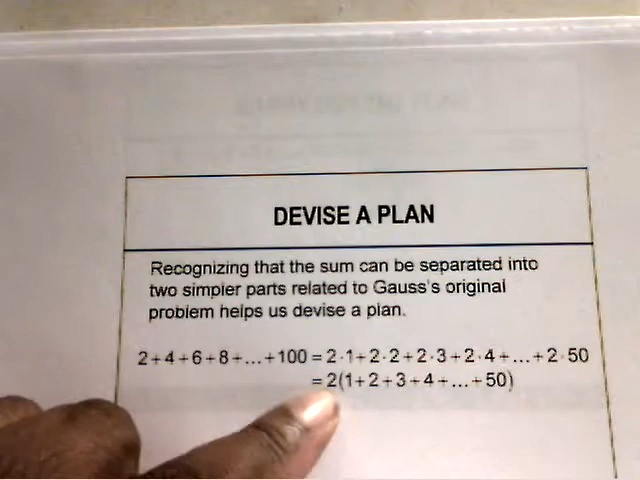 DEVISE A PLAN
Recognizing that the sum can be separated into
two simpler parts related to Gauss's original
problem helps us devise a plan.
2+4+6+8+...+100 = 2·1+2·2+2·3+2·4+...+2·50
=2(1+2+3+4+...+50)